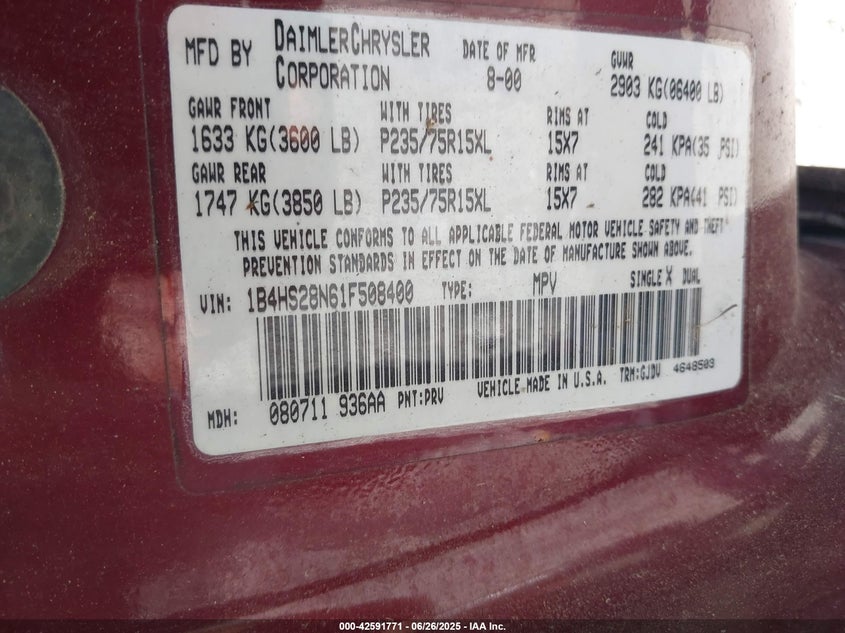 MFD BY DAIMLERCHRYSLER CORPORATION DATE OF MFR 8-00 GVWR 2903 KG(06400 LB)
GAWR FRONT WITH TIRES RIMS AT COLD
1633 KG(3600 LB) P235/75R15XL 15X7 241 KPA(35 PSI)
GAWR REAR WITH TIRES RIMS AT COLD
1747 KG(3850 LB) P235/75R15XL 15X7 282 KPA(41 PSI)
THIS VEHICLE CONFORMS TO ALL APPLICABLE FEDERAL MOTOR VEHICLE SAFETY AND THEFT
PREVENTION STANDARDS IN EFFECT ON THE DATE OF MANUFACTURE SHOWN ABOVE.
VIN: 1B4HS28N61F508400 TYPE: MPV SINGLE X DUAL
MDH: 080711 936AA PNT:PRV VEHICLE MADE IN U.S.A. TRM:GJDV 4648503
000-42591771 - 06/26/2025 - IAA Inc.